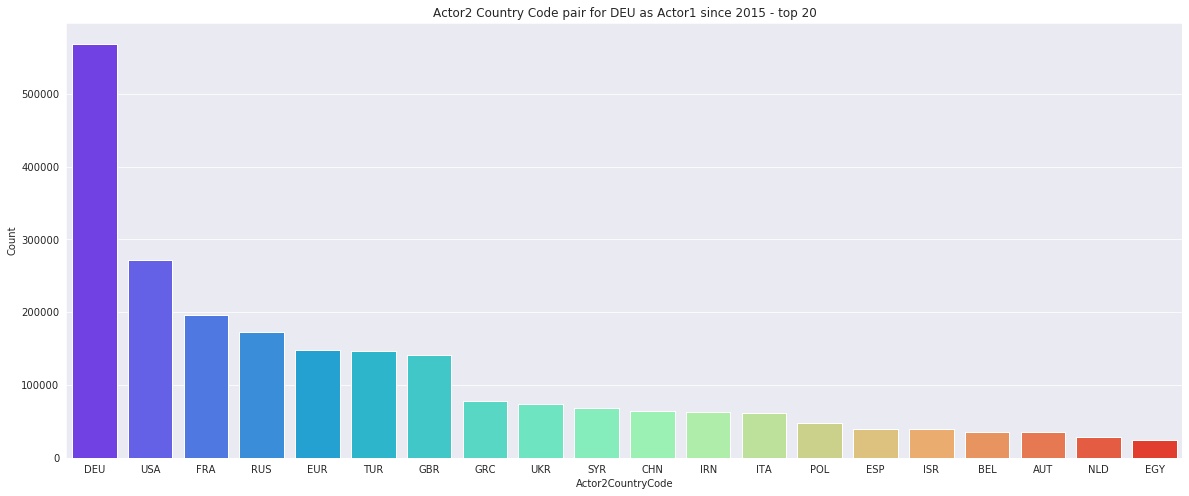 Actor2 Country Code pair for DEU as Actor1 since 2015 - top 20
500000
400000
300000
200000
100000
0
Count
DEU USA FRA RUS EUR TUR GBR GRC UKR SYR CHN IRN ITA POL ESP ISR BEL AUT NLD EGY
Actor2CountryCode